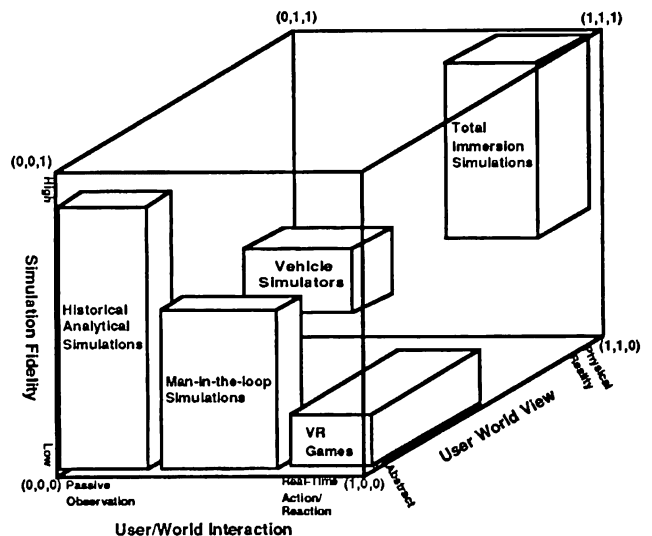 (0,1,1)
(1,1,1)
Total
Immersion
Simulations
(0,0,1)
High
Vehicle
Simulators
Simulation Fidelity
Historical
Analytical
Simulations
Man-in-the-loop
Simulations
VR
Games
(1,1,0)
Physical
Reality
User World View
Low
(0,0,0)
Passive
Observation
Real-Time
Action/
Reaction
(1,0,0)
Abstract
User/World Interaction